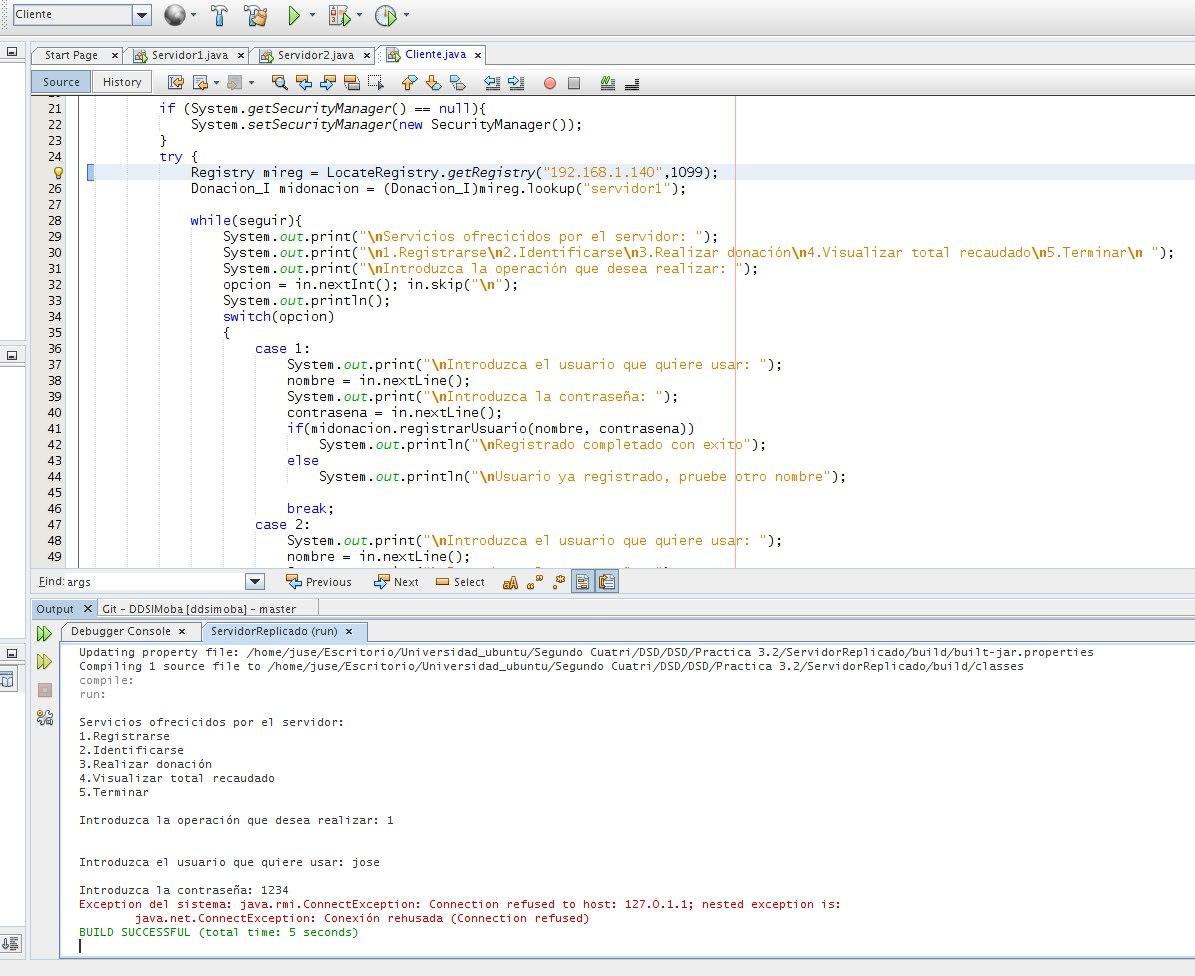 Cliente
Start Page
Servidor1.java
Servidor2.java
Cliente.java
Source
History
21 if (System.getSecurityManager() == null){
22 System.setSecurityManager(new SecurityManager());
23 }
24 try {
Registry mireg = LocateRegistry.getRegistry("192.168.1.140",1099);
26 Donacion_I midonacion = (Donacion_I)mireg.lookup("servidor1");
27
28 while(seguir){
29 System.out.print("\nServicios ofrecicidos por el servidor: ");
30 System.out.print("\n1.Registrarse\n2.Identificarse\n3.Realizar donación\n4.Visualizar total recaudado\n5.Terminar\n ");
31 System.out.print("\nIntroduzca la operación que desea realizar: ");
32 opcion = in.nextInt(); in.skip("\n");
33 System.out.println();
34 switch(opcion)
35 {
36 case 1:
37 System.out.print("\nIntroduzca el usuario que quiere usar: ");
38 nombre = in.nextLine();
39 System.out.print("\nIntroduzca la contraseña: ");
40 contrasena = in.nextLine();
41 if(midonacion.registrarUsuario(nombre, contrasena))
42 System.out.println("\nRegistrado completado con exito");
43 else
44 System.out.println("\nUsuario ya registrado, pruebe otro nombre");
45
46 break;
47 case 2:
48 System.out.print("\nIntroduzca el usuario que quiere usar: ");
49 nombre = in.nextLine();
Find: args
Previous
Next
Select
Output
Git - DDSIMoba [ddsimoba] - master
Debugger Console
ServidorReplicado (run)
Updating property file: /home/juse/Escritorio/Universidad_ubuntu/Segundo Cuatri/DSD/DSD/Practica 3.2/ServidorReplicado/build/built-jar.properties
Compiling 1 source file to /home/juse/Escritorio/Universidad_ubuntu/Segundo Cuatri/DSD/DSD/Practica 3.2/ServidorReplicado/build/classes
compile:
run:
Servicios ofrecicidos por el servidor:
1.Registrarse
2.Identificarse
3.Realizar donación
4.Visualizar total recaudado
5.Terminar
Introduzca la operación que desea realizar: 1
Introduzca el usuario que quiere usar: jose
Introduzca la contraseña: 1234
Exception del sistema: java.rmi.ConnectException: Connection refused to host: 127.0.1.1; nested exception is:
java.net.ConnectException: Conexión rehusada (Connection refused)
BUILD SUCCESSFUL (total time: 5 seconds)